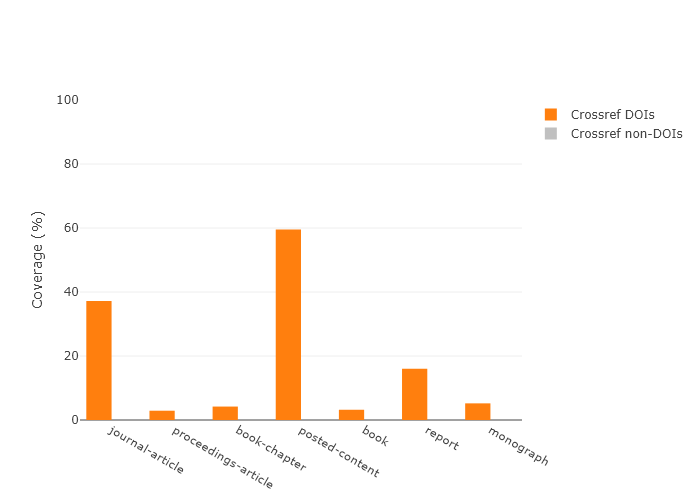 100
80
60
40
20
0
Coverage (%)
journal-article
proceedings-article
book-chapter
posted-content
book
report
monograph
Crossref DOIs
Crossref non-DOIs